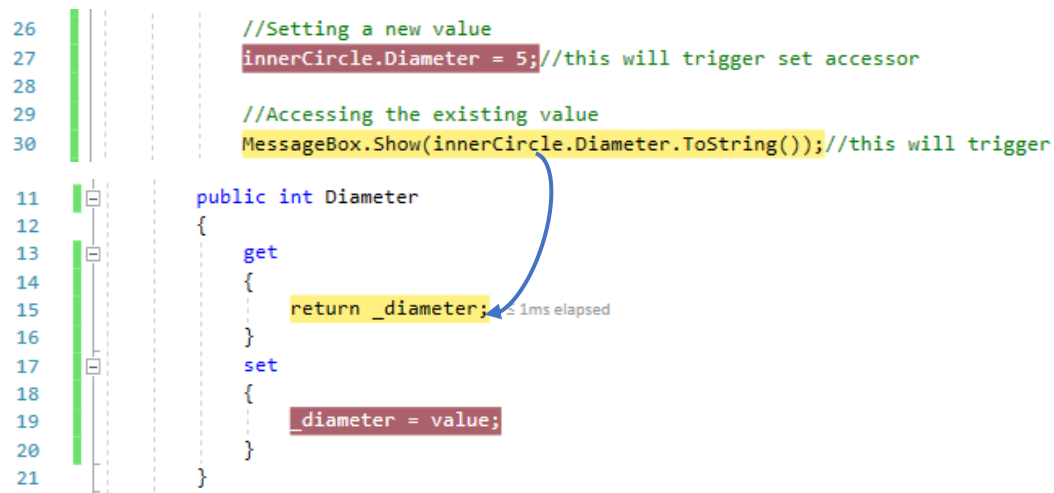 26 //Setting a new value
27 innerCircle.Diameter = 5;//this will trigger set accessor
28
29 //Accessing the existing value
30 MessageBox.Show(innerCircle.Diameter.ToString());//this will trigger
11 public int Diameter
12 {
13 get
14 {
15 return _diameter; ≤ 1ms elapsed
16 }
17 set
18 {
19 _diameter = value;
20 }
21 }